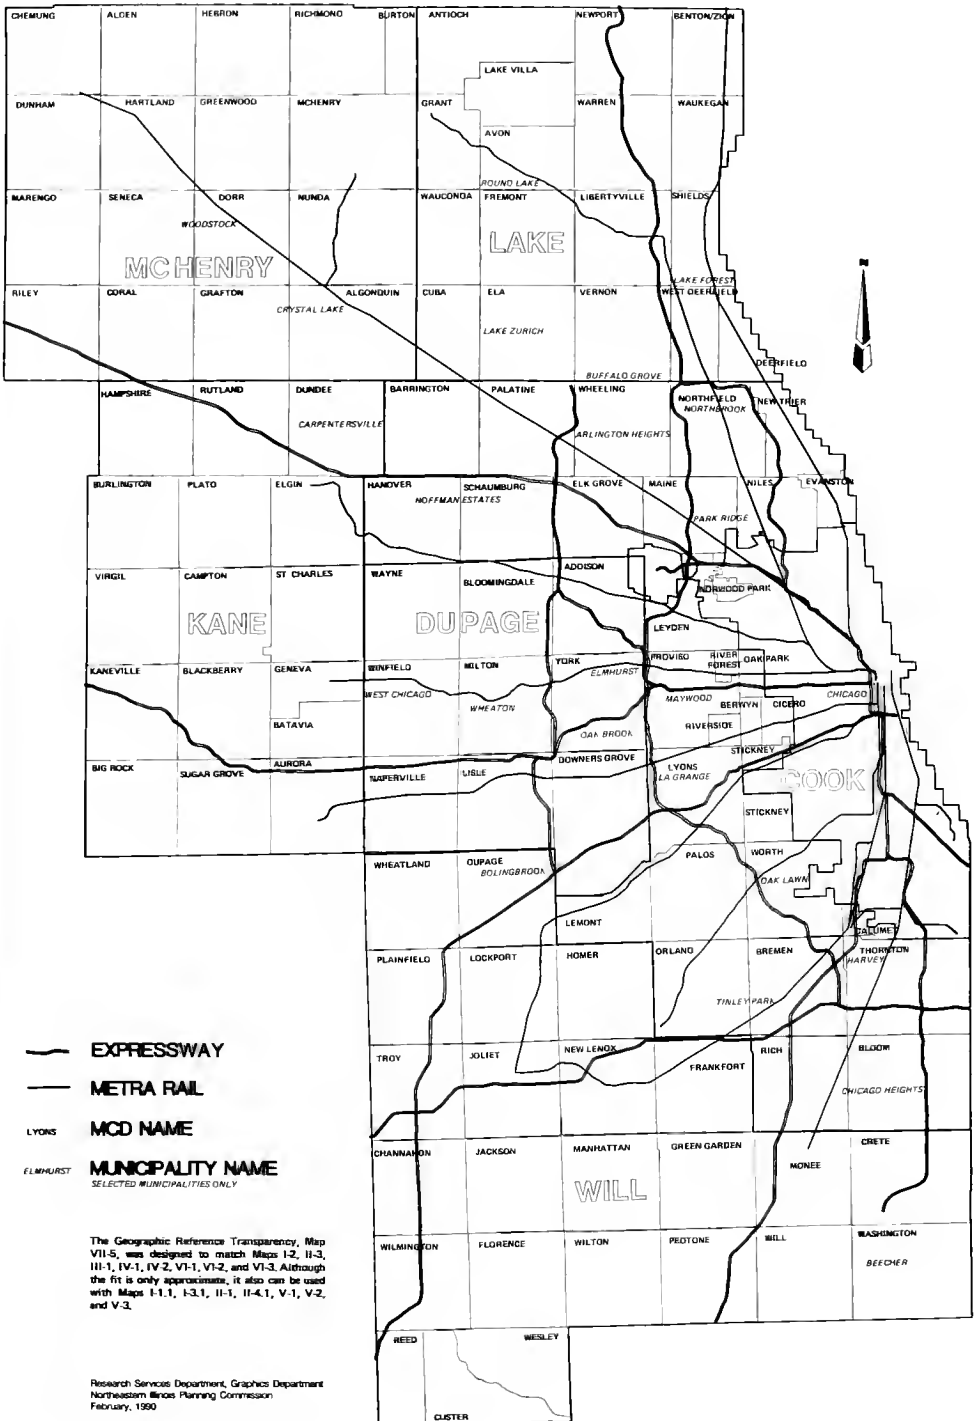 CHEMUNG ALDEN HEBRON RICHMOND BURTON ANTIOCH NEWPORT BENTON/ZION
LAKE VILLA
DUNHAM HARTLAND GREENWOOD MCHENRY GRANT WARREN WAUKEGAN
AVON
ROUND LAKE
MARENGO SENECA DORR NUNDA WAUCONDA FREMONT LIBERTYVILLE SHIELDS
WOODSTOCK
MC HENRY LAKE
LAKE FOREST
RILEY CORAL GRAFTON ALGONQUIN CUBA ELA VERNON WEST DEERFIELD
CRYSTAL LAKE
LAKE ZURICH
N
DEERFIELD
BUFFALO GROVE
HAMPSHIRE RUTLAND DUNDEE BARRINGTON PALATINE WHEELING NORTHFIELD NEW TRIER
NORTHBROOK
CARPENTERSVILLE ARLINGTON HEIGHTS
BURLINGTON PLATO ELGIN HANOVER SCHAUMBURG ELK GROVE MAINE NILES EVANSTON
HOFFMAN ESTATES
PARK RIDGE
VIRGIL CAMPTON ST CHARLES WAYNE BLOOMINGDALE ADDISON NORWOOD PARK
KANE DUPAGE
LEYDEN
KANEVILLE BLACKBERRY GENEVA WINFIELD MILTON YORK PROVISO RIVER FOREST OAK PARK
ELMHURST
WEST CHICAGO WHEATON MAYWOOD BERWYN CICERO CHICAGO
BATAVIA RIVERSIDE
OAK BROOK STICKNEY
BIG ROCK SUGAR GROVE AURORA NAPERVILLE LISLE DOWNERS GROVE LYONS
LA GRANGE
COOK
STICKNEY
WHEATLAND DUPAGE PALOS WORTH
BOLINGBROOK OAK LAWN
LEMONT
CALUMET
PLAINFIELD LOCKPORT HOMER ORLAND BREMEN THORNTON
HARVEY
TINLEY PARK
TROY JOLIET NEW LENOX FRANKFORT RICH BLOOM
CHICAGO HEIGHTS
CHANNAHON JACKSON MANHATTAN GREEN GARDEN MONEE CRETE
WILL
WILMINGTON FLORENCE WILTON PEOTONE WILL WASHINGTON
BEECHER
REED WESLEY
CUSTER
EXPRESSWAY
METRA RAIL
LYONS MCD NAME
ELMHURST MUNICIPALITY NAME
SELECTED MUNICIPALITIES ONLY
The Geographic Reference Transparency, Map
VII-5, was designed to match Maps I-2, II-3,
III-1, IV-1, IV-2, VI-1, VI-2, and VI-3. Although
the fit is only approximate, it also can be used
with Maps I-1.1, I-3.1, II-1, II-4.1, V-1, V-2,
and V-3.
Research Services Department, Graphics Department
Northeastern Illinois Planning Commission
February, 1990